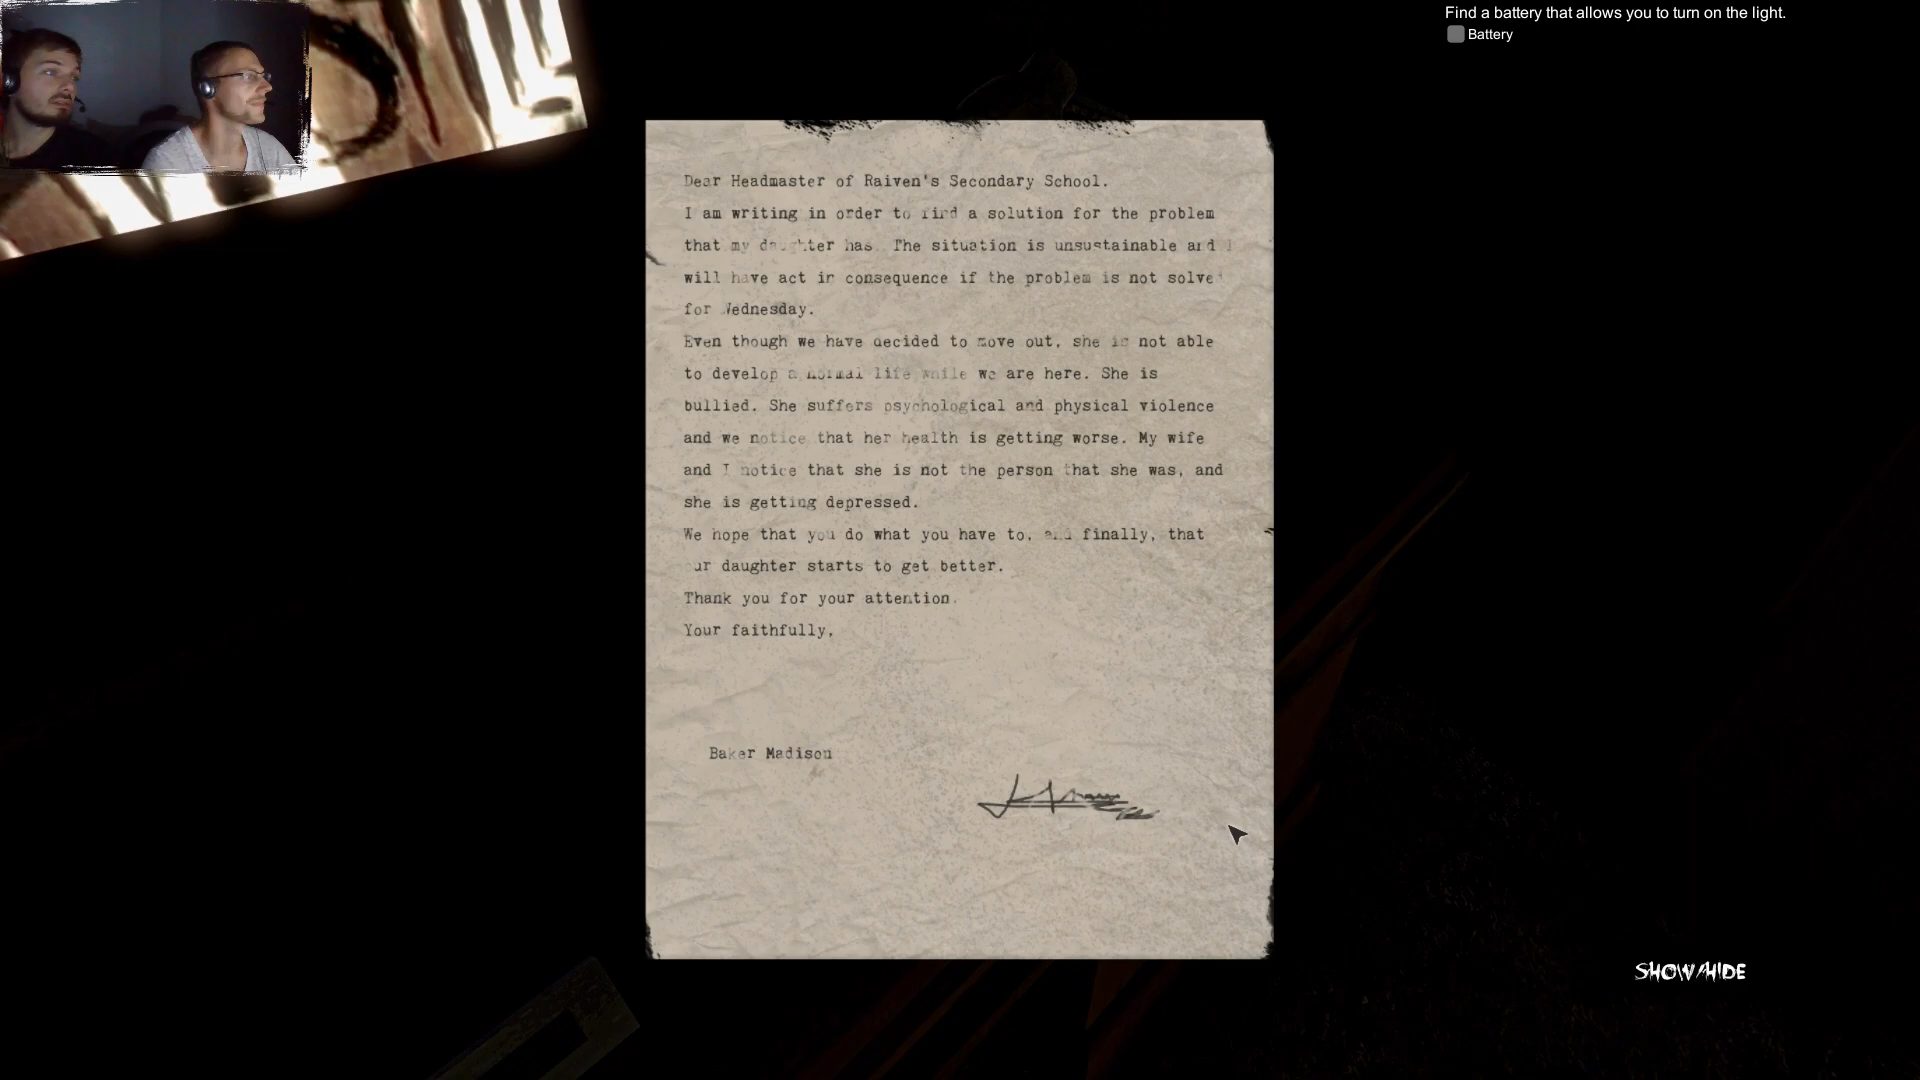 Find a battery that allows you to turn on the light.
Battery
Dear Headmaster of Raiven's Secondary School.
I am writing in order to find a solution for the problem
that my daughter has. The situation is unsustainable and I
will have act in consequence if the problem is not solved
for Wednesday.
Even though we have decided to move out, she is not able
to develop a normal life while we are here. She is
bullied. She suffers psychological and physical violence
and we notice that her health is getting worse. My wife
and I notice that she is not the person that she was, and
she is getting depressed.
We hope that you do what you have to, and finally, that
our daughter starts to get better.
Thank you for your attention.
Your faithfully,
Baker Madison
SHOW/HIDE